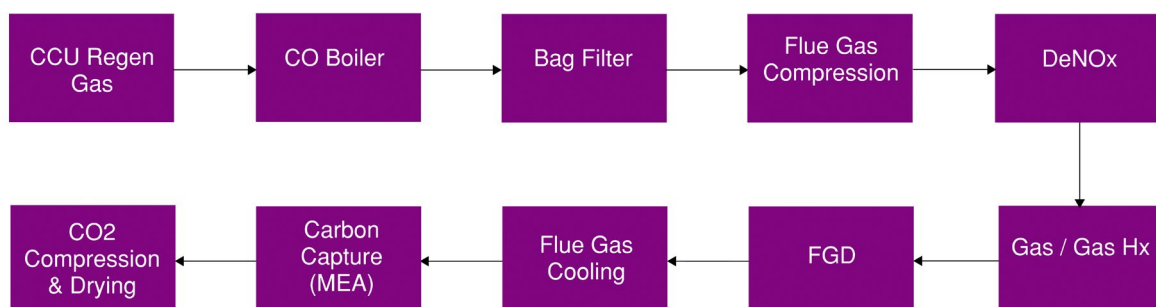 CCU Regen
Gas
CO Boiler
Bag Filter
Flue Gas
Compression
DeNOx
CO2
Compression
& Drying
Carbon
Capture
(MEA)
Flue Gas
Cooling
FGD
Gas / Gas Hx